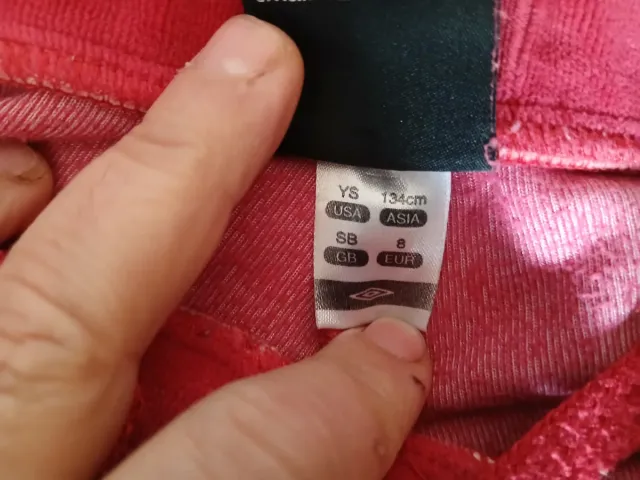 YS 134cm
USA ASIA
SB 8
GB EUR